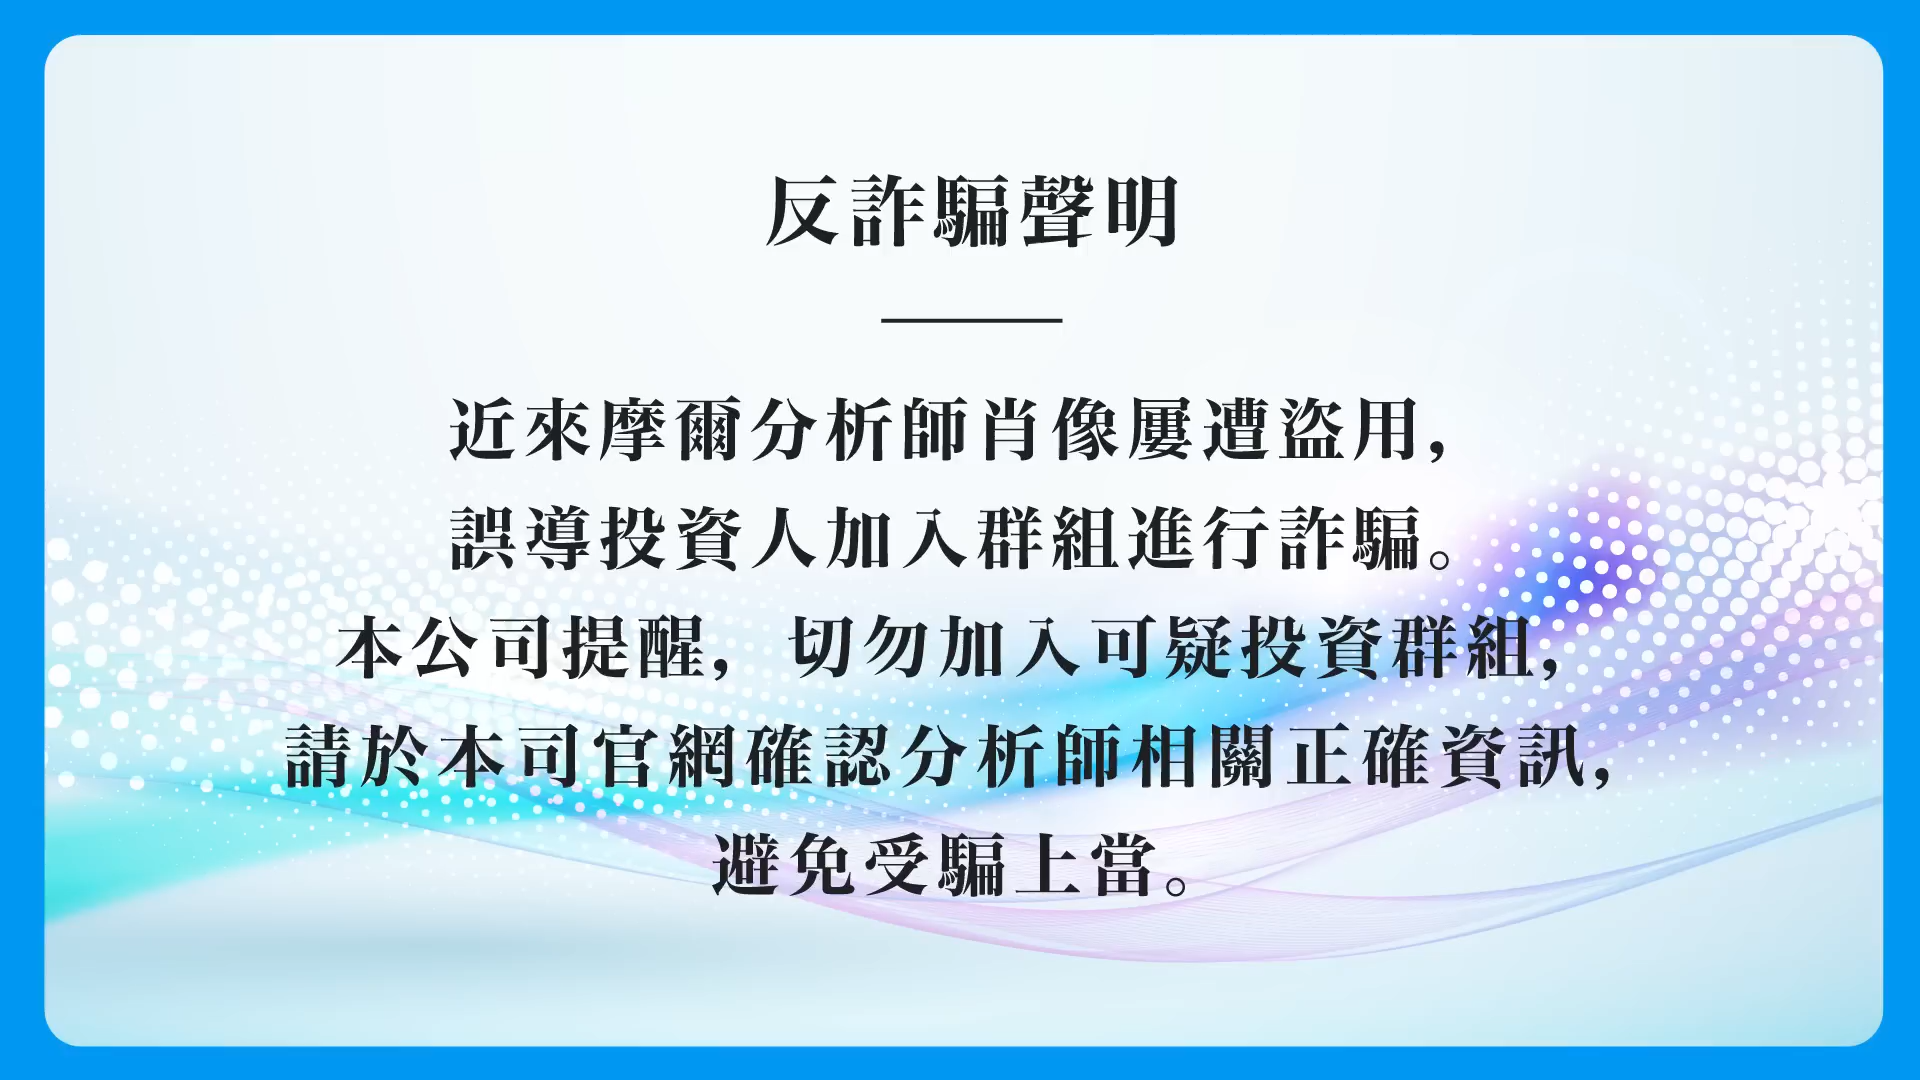 反詐騙聲明
近來摩爾分析師肖像屢遭盜用，
誤導投資人加入群組進行詐騙。
本公司提醒，切勿加入可疑投資群組，
請於本司官網確認分析師相關正確資訊，
避免受騙上當。